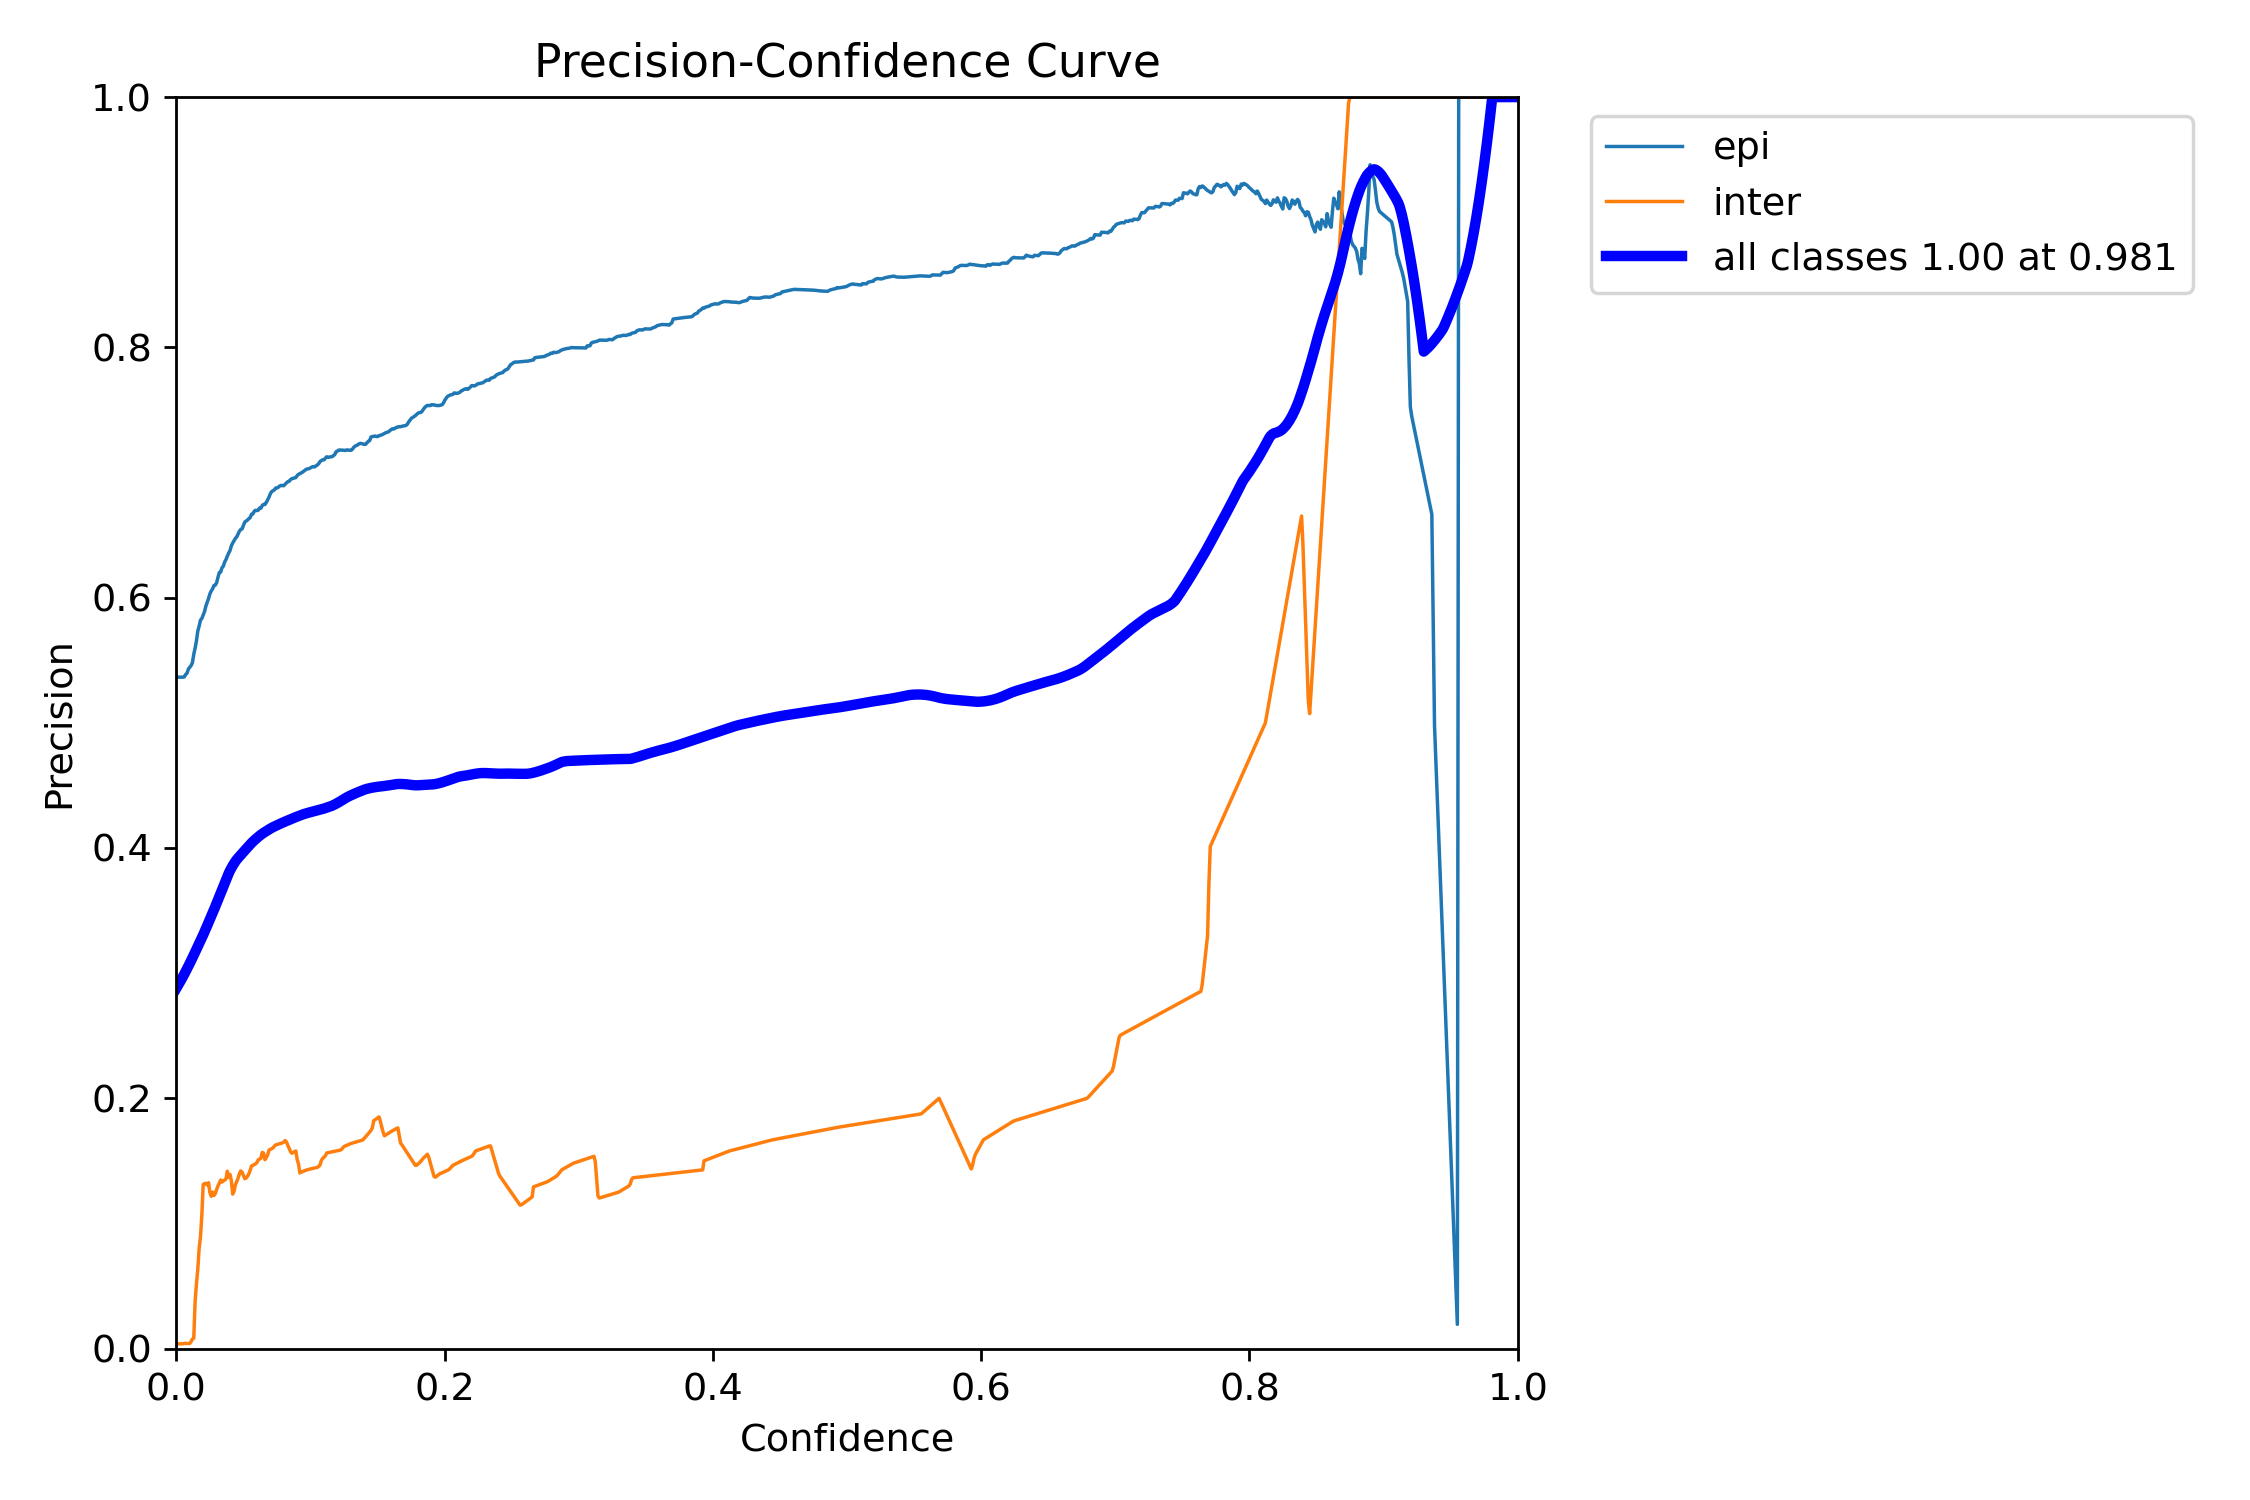 Precision-Confidence Curve
1.0
0.8
0.6
0.4
0.2
0.0
Precision
0.0 0.2 0.4 0.6 0.8 1.0
Confidence
epi
inter
all classes 1.00 at 0.981